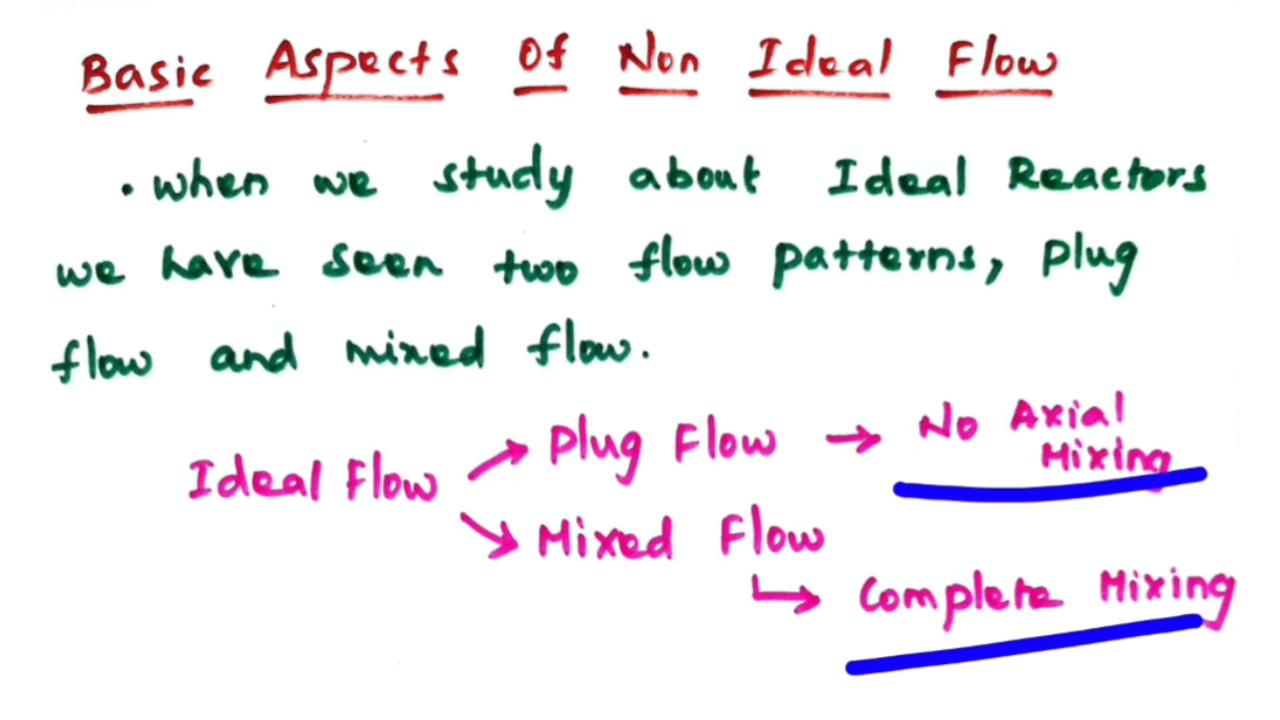 Basic Aspects Of Non Ideal Flow
. when we study about Ideal Reactors
we have seen two flow patterns, plug
flow and mixed flow.
Ideal Flow → Plug Flow → No Axial
Mixing
↘ Mixed Flow
↳ Complete Mixing